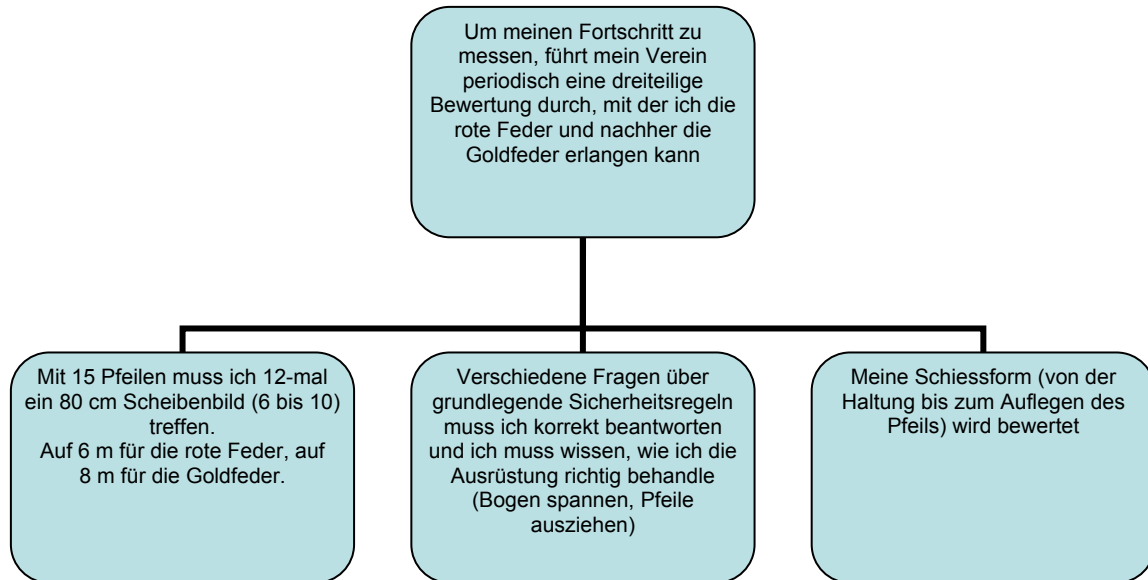 Um meinen Fortschritt zu
messen, führt mein Verein
periodisch eine dreiteilige
Bewertung durch, mit der ich die
rote Feder und nachher die
Goldfeder erlangen kann
Mit 15 Pfeilen muss ich 12-mal
ein 80 cm Scheibenbild (6 bis 10)
treffen.
Auf 6 m für die rote Feder, auf
8 m für die Goldfeder.
Verschiedene Fragen über
grundlegende Sicherheitsregeln
muss ich korrekt beantworten
und ich muss wissen, wie ich die
Ausrüstung richtig behandle
(Bogen spannen, Pfeile
ausziehen)
Meine Schiessform (von der
Haltung bis zum Auflegen des
Pfeils) wird bewertet